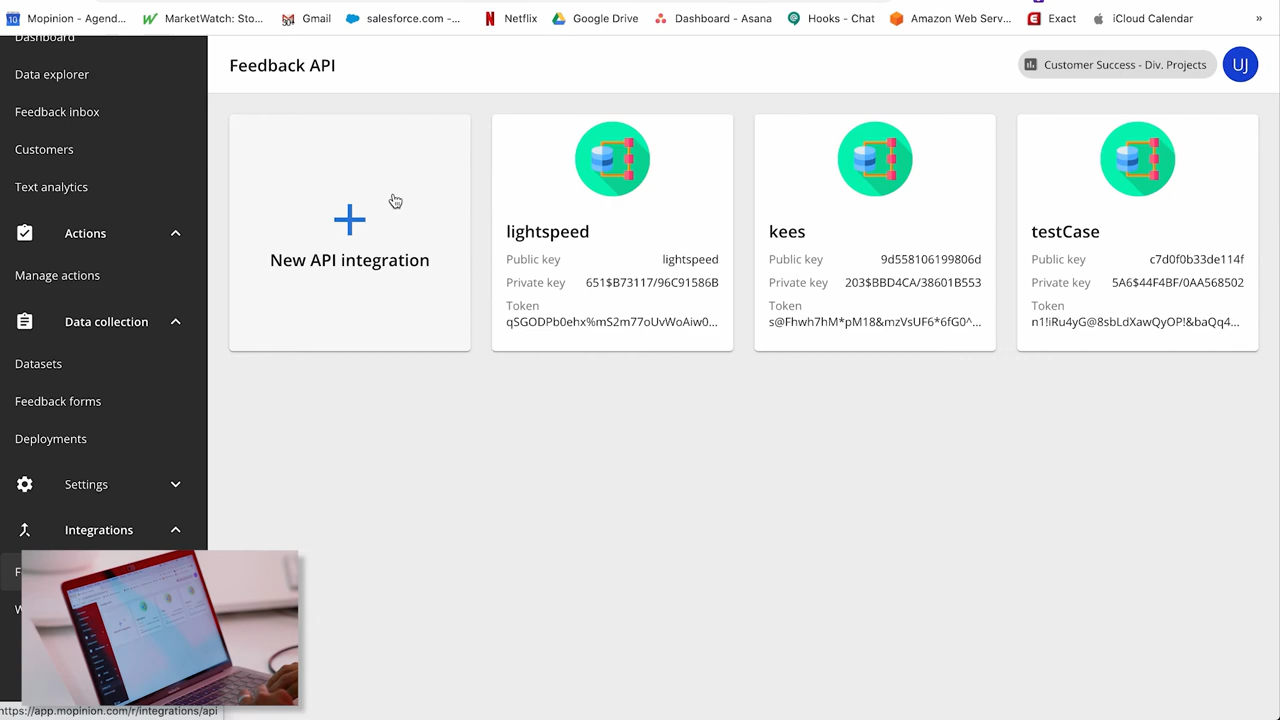 Mopinion - Agend...
MarketWatch: Sto...
Gmail
salesforce.com -...
Netflix
Google Drive
Dashboard - Asana
Hooks - Chat
Amazon Web Serv...
Exact
iCloud Calendar
»
Dashboard
Data explorer
Feedback inbox
Customers
Text analytics
Actions
Manage actions
Data collection
Datasets
Feedback forms
Deployments
Settings
Integrations
https://app.mopinion.com/r/integrations/api
Feedback API
Customer Success - Div. Projects
UJ
New API integration
lightspeed
Public key lightspeed
Private key 651$B73117/96C91586B
Token
qSGODPb0ehx%mS2m77oUvWoAiw0...
kees
Public key 9d558106199806d
Private key 203$BBD4CA/38601B553
Token
s@Fhwh7hM*pM18&mzVsUF6*6fG0^...
testCase
Public key c7d0f0b33de114f
Private key 5A6$44F4BF/0AA568502
Token
n1!iRu4yG@8sbLdXawQyOP!&baQq4...